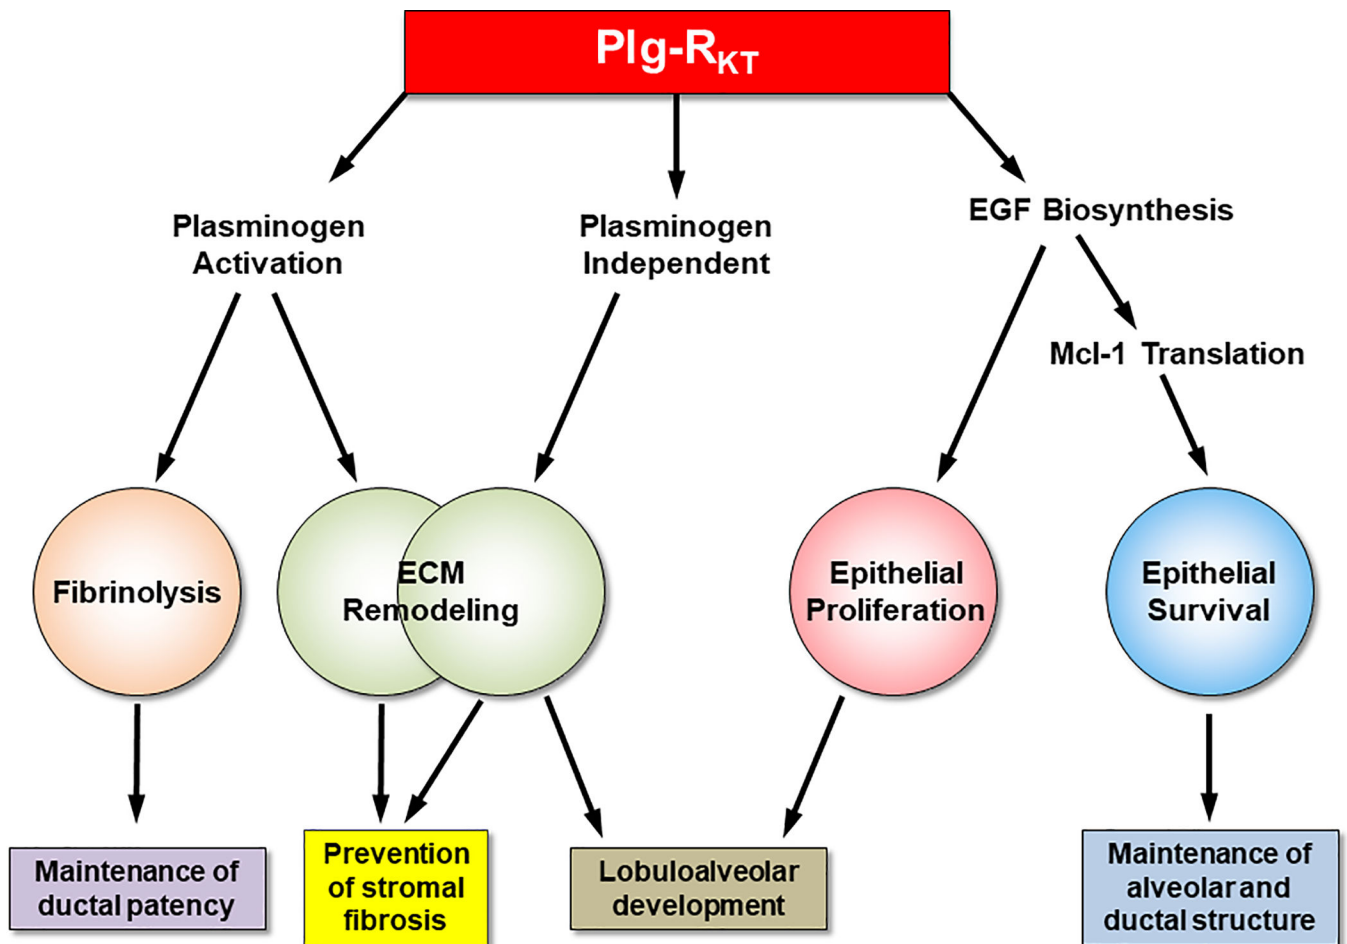 Plg-RKT
Plasminogen
Activation
Plasminogen
Independent
EGF Biosynthesis
Mcl-1 Translation
Fibrinolysis
ECM
Remodeling
Epithelial
Proliferation
Epithelial
Survival
Maintenance of
ductal patency
Prevention
of stromal
fibrosis
Lobuloalveolar
development
Maintenance of
alveolar and
ductal structure